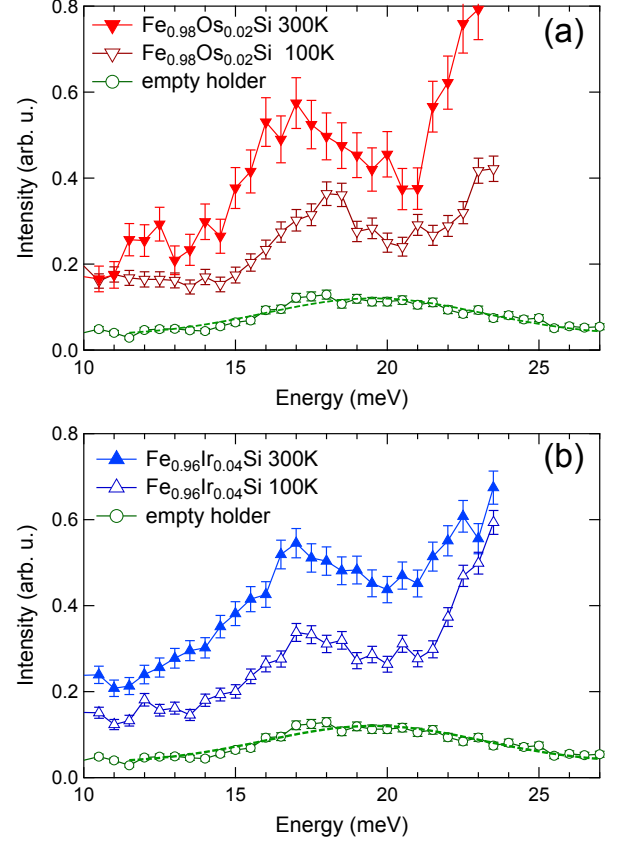 0.8
0.6
0.4
0.2
0.0
Intensity (arb. u.)
Fe0.98Os0.02Si 300K
Fe0.98Os0.02Si 100K
empty holder
(a)
10 15 20 25
Energy (meV)
0.8
0.6
0.4
0.2
0.0
Intensity (arb. u.)
Fe0.96Ir0.04Si 300K
Fe0.96Ir0.04Si 100K
empty holder
(b)
10 15 20 25
Energy (meV)